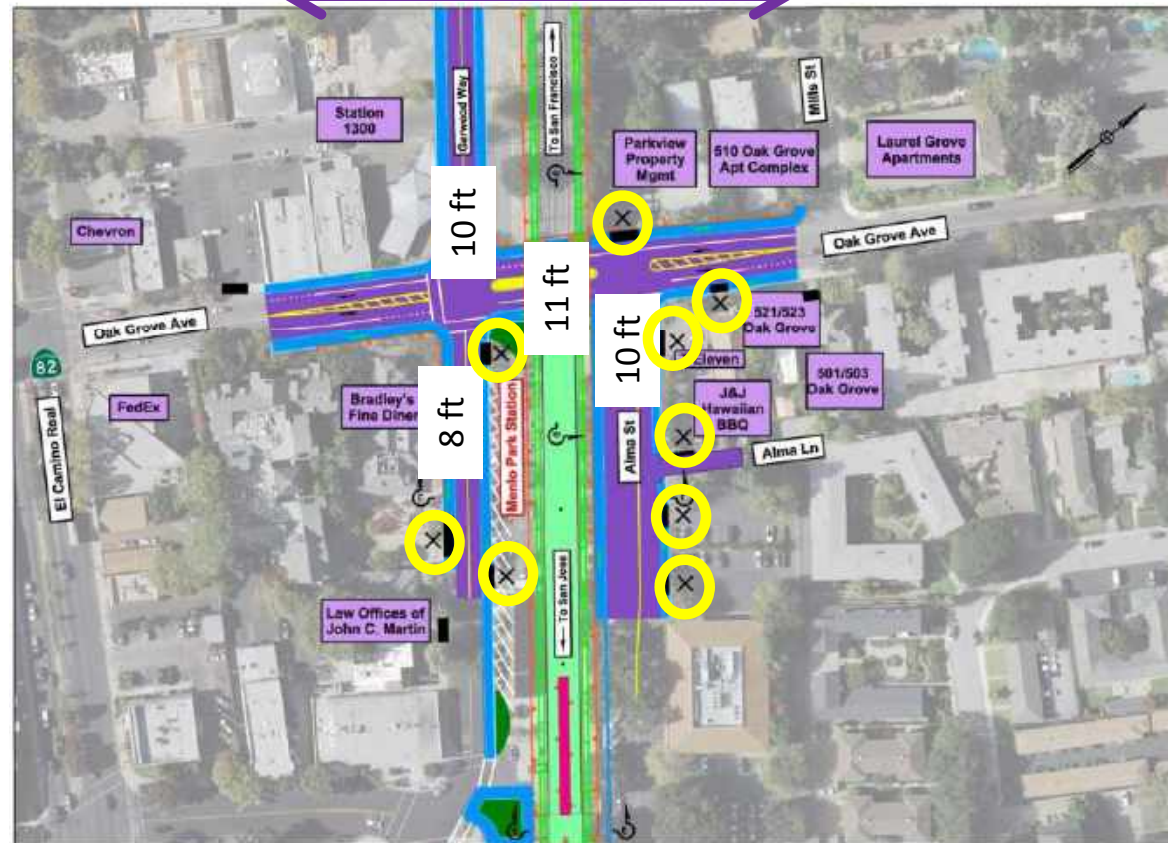 Station
1300
Garwood Way
To San Francisco
Mills St
Parkview
Property
Mgmt
510 Oak Grove
Apt Complex
Laurel Grove
Apartments
Chevron
10 ft
Oak Grove Ave
11 ft
Oak Grove Ave
10 ft
521/523
Oak Grove
Eleven
82
El Camino Real
FedEx
Bradley's
Fine Diner
8 ft
Menlo Park Station
Alma St
J&J
Hawaiian
BBQ
501/503
Oak Grove
Alma Ln
To San Jose
Law Offices of
John C. Martin